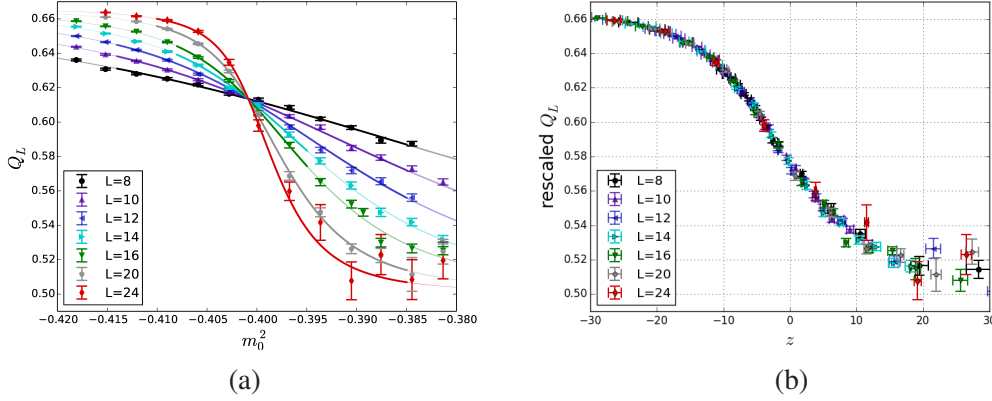 0.66
0.64
0.62
0.60
0.58
0.56
0.54
0.52
0.50
Q_L
L=8
L=10
L=12
L=14
L=16
L=20
L=24
−0.420 −0.415 −0.410 −0.405 −0.400 −0.395 −0.390 −0.385 −0.380
m_0^2
(a)
0.66
0.64
0.62
0.60
0.58
0.56
0.54
0.52
0.50
rescaled Q_L
L=8
L=10
L=12
L=14
L=16
L=20
L=24
−30 −20 −10 0 10 20 30
z
(b)